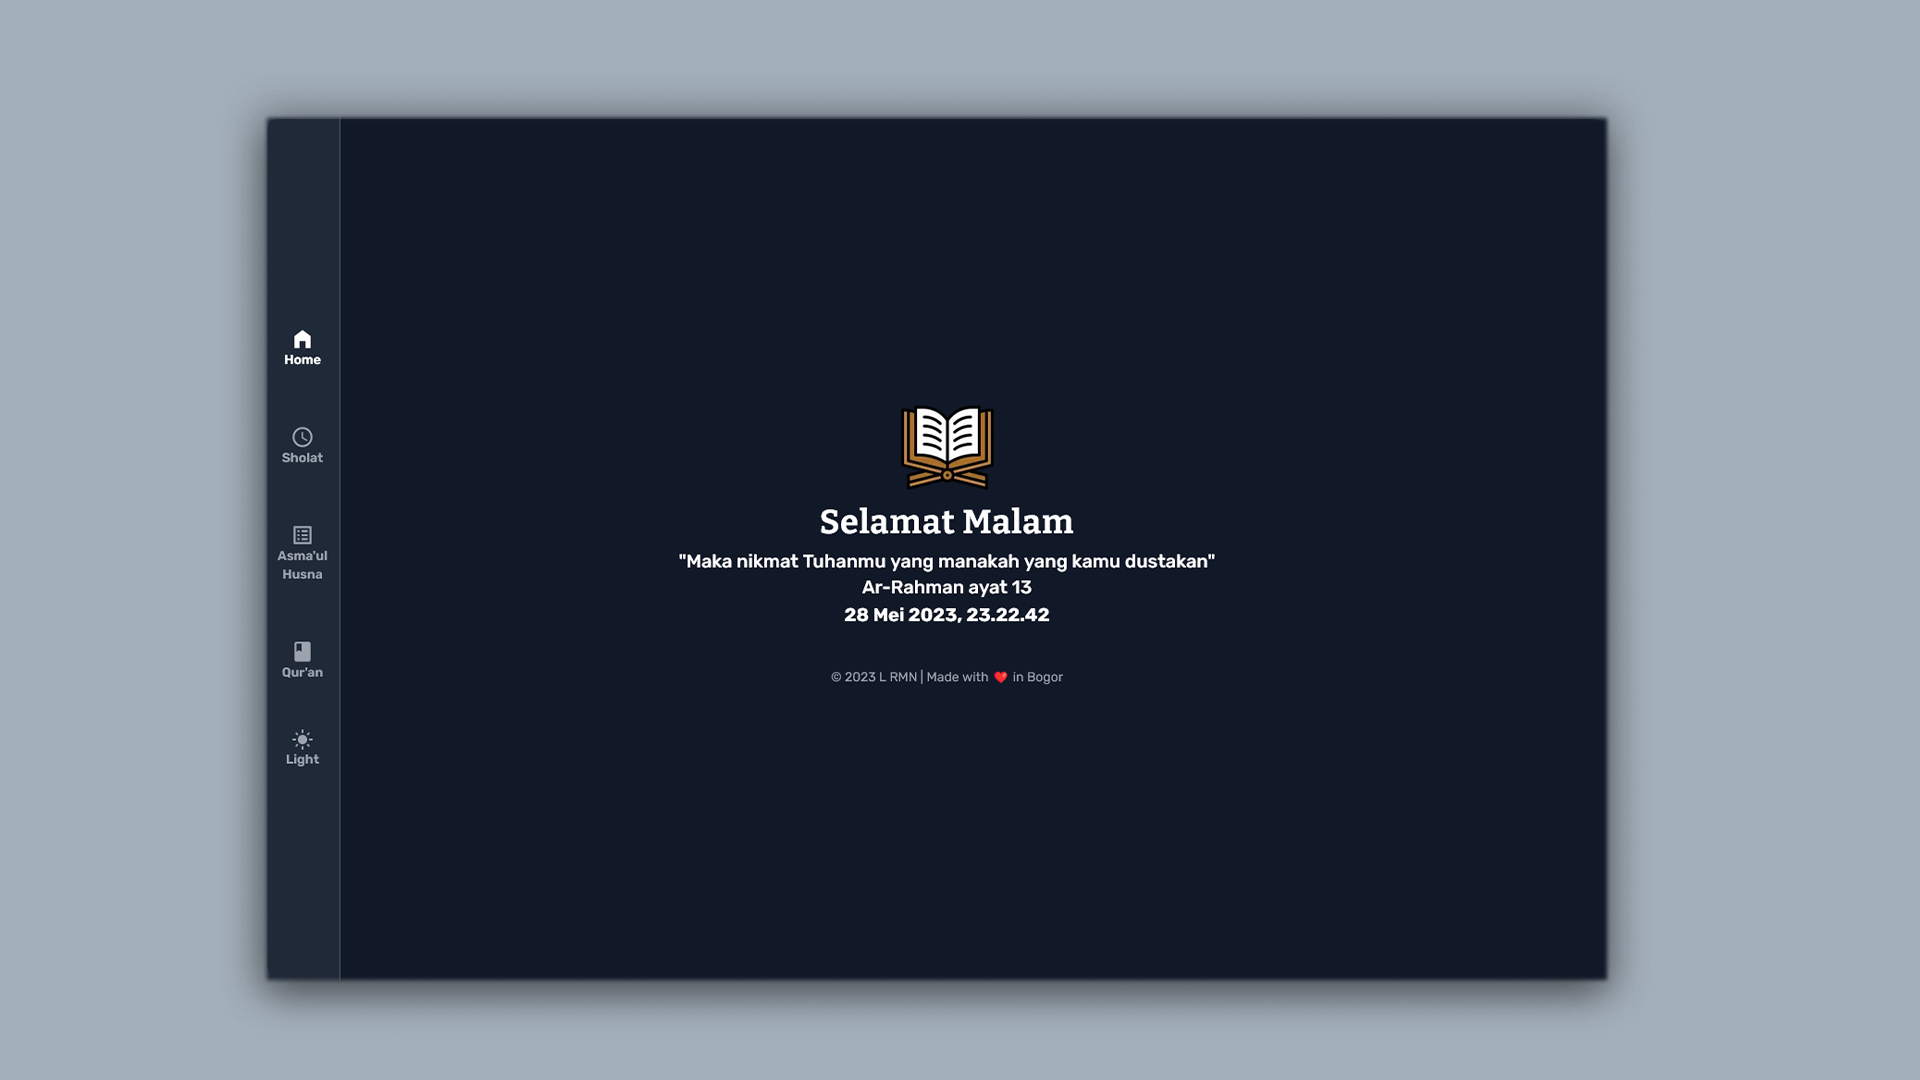 Home
Sholat
Asma'ul
Husna
Qur'an
Light
Selamat Malam
"Maka nikmat Tuhanmu yang manakah yang kamu dustakan"
Ar-Rahman ayat 13
28 Mei 2023, 23.22.42
© 2023 L RMN | Made with ❤️ in Bogor